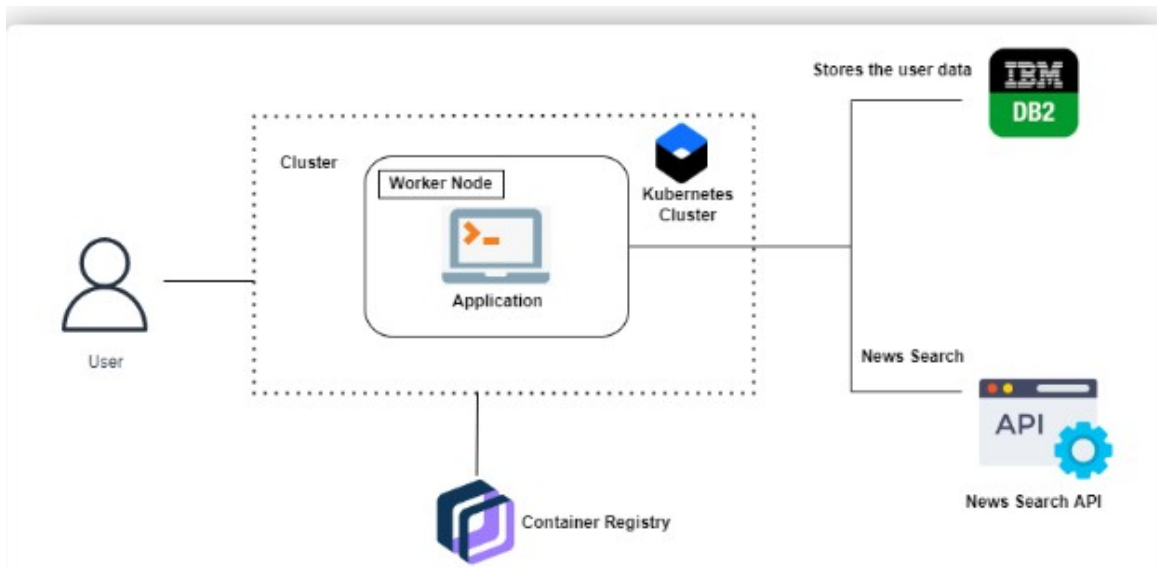 Stores the user data
IBM
DB2
Cluster
Worker Node
Kubernetes
Cluster
Application
User
News Search
API
News Search API
Container Registry